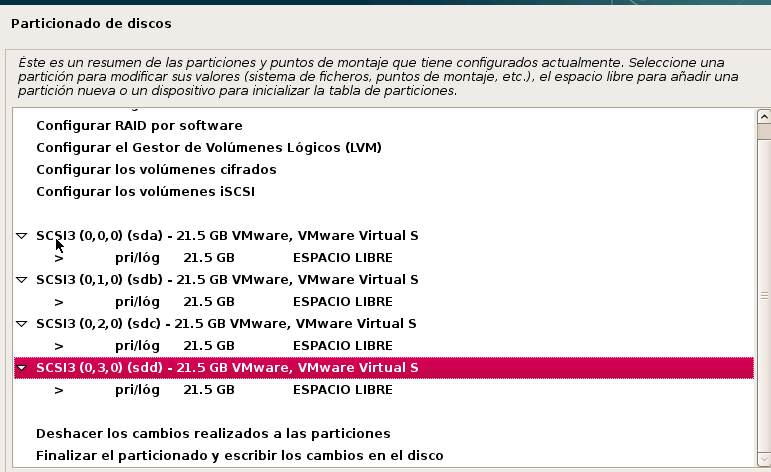 Particionado de discos
Éste es un resumen de las particiones y puntos de montaje que tiene configurados actualmente. Seleccione una
partición para modificar sus valores (sistema de ficheros, puntos de montaje, etc.), el espacio libre para añadir una
partición nueva o un dispositivo para inicializar la tabla de particiones.
Configurar RAID por software
Configurar el Gestor de Volúmenes Lógicos (LVM)
Configurar los volúmenes cifrados
Configurar los volúmenes iSCSI
SCSI3 (0,0,0) (sda) - 21.5 GB VMware, VMware Virtual S
> pri/lóg 21.5 GB ESPACIO LIBRE
SCSI3 (0,1,0) (sdb) - 21.5 GB VMware, VMware Virtual S
> pri/lóg 21.5 GB ESPACIO LIBRE
SCSI3 (0,2,0) (sdc) - 21.5 GB VMware, VMware Virtual S
> pri/lóg 21.5 GB ESPACIO LIBRE
SCSI3 (0,3,0) (sdd) - 21.5 GB VMware, VMware Virtual S
> pri/lóg 21.5 GB ESPACIO LIBRE
Deshacer los cambios realizados a las particiones
Finalizar el particionado y escribir los cambios en el disco